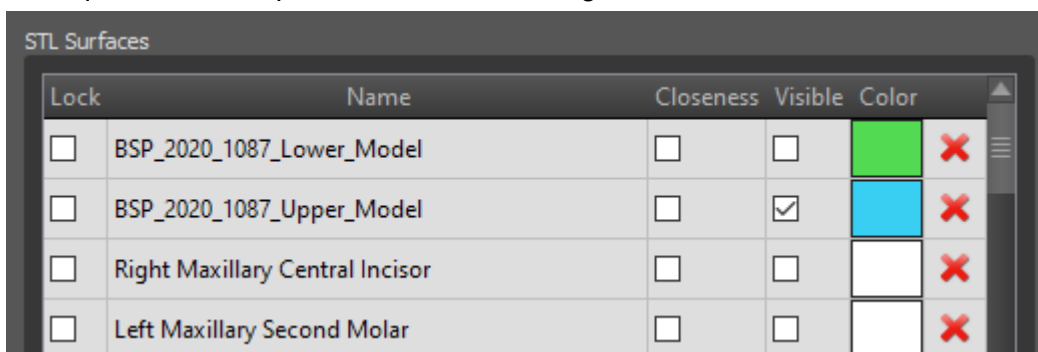 STL Surfaces
Lock Name Closeness Visible Color
BSP_2020_1087_Lower_Model
BSP_2020_1087_Upper_Model
Right Maxillary Central Incisor
Left Maxillary Second Molar